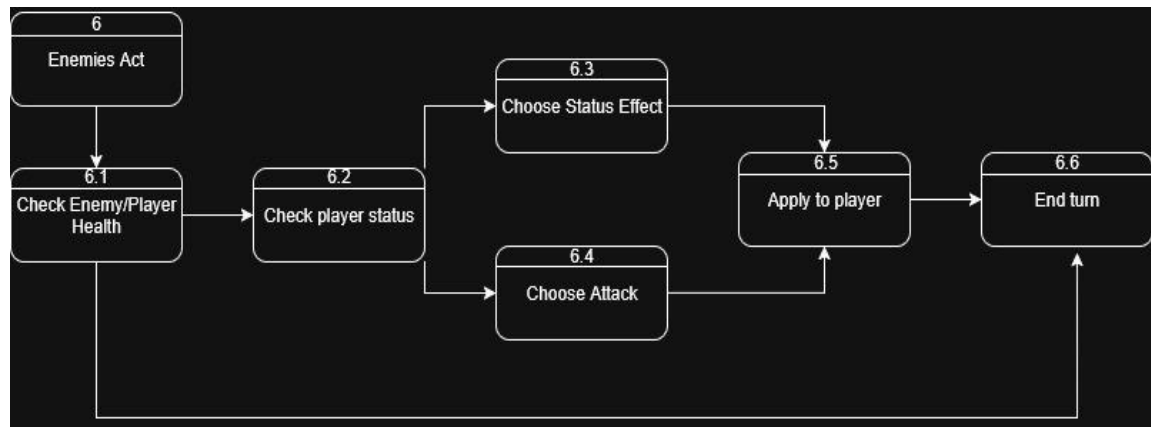 6
Enemies Act
6.1
Check Enemy/Player
Health
6.2
Check player status
6.3
Choose Status Effect
6.4
Choose Attack
6.5
Apply to player
6.6
End turn